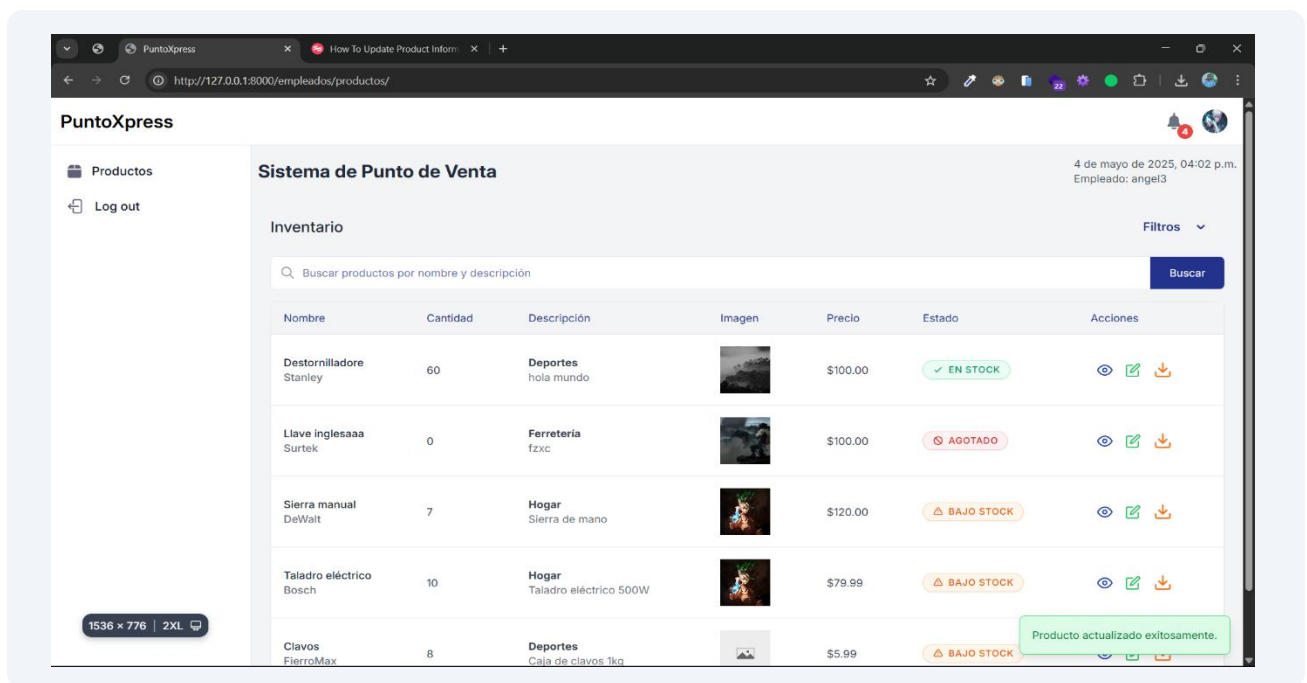 PuntoXpress
How To Update Product Inform
http://127.0.0.1:8000/empleados/productos/
22
PuntoXpress
4
Productos
Log out
Sistema de Punto de Venta
4 de mayo de 2025, 04:02 p.m.
Empleado: angel3
Inventario
Filtros
Buscar productos por nombre y descripción
Buscar
Nombre Cantidad Descripción Imagen Precio Estado Acciones
Destornilladore
Stanley
60
Deportes
hola mundo
$100.00
EN STOCK
Llave inglesaaa
Surtek
0
Ferretería
fzxc
$100.00
AGOTADO
Sierra manual
DeWalt
7
Hogar
Sierra de mano
$120.00
BAJO STOCK
Taladro eléctrico
Bosch
10
Hogar
Taladro eléctrico 500W
$79.99
BAJO STOCK
Clavos
FierroMax
8
Deportes
Caja de clavos 1kg
$5.99
BAJO STOCK
Producto actualizado exitosamente.
1536 × 776 | 2XL